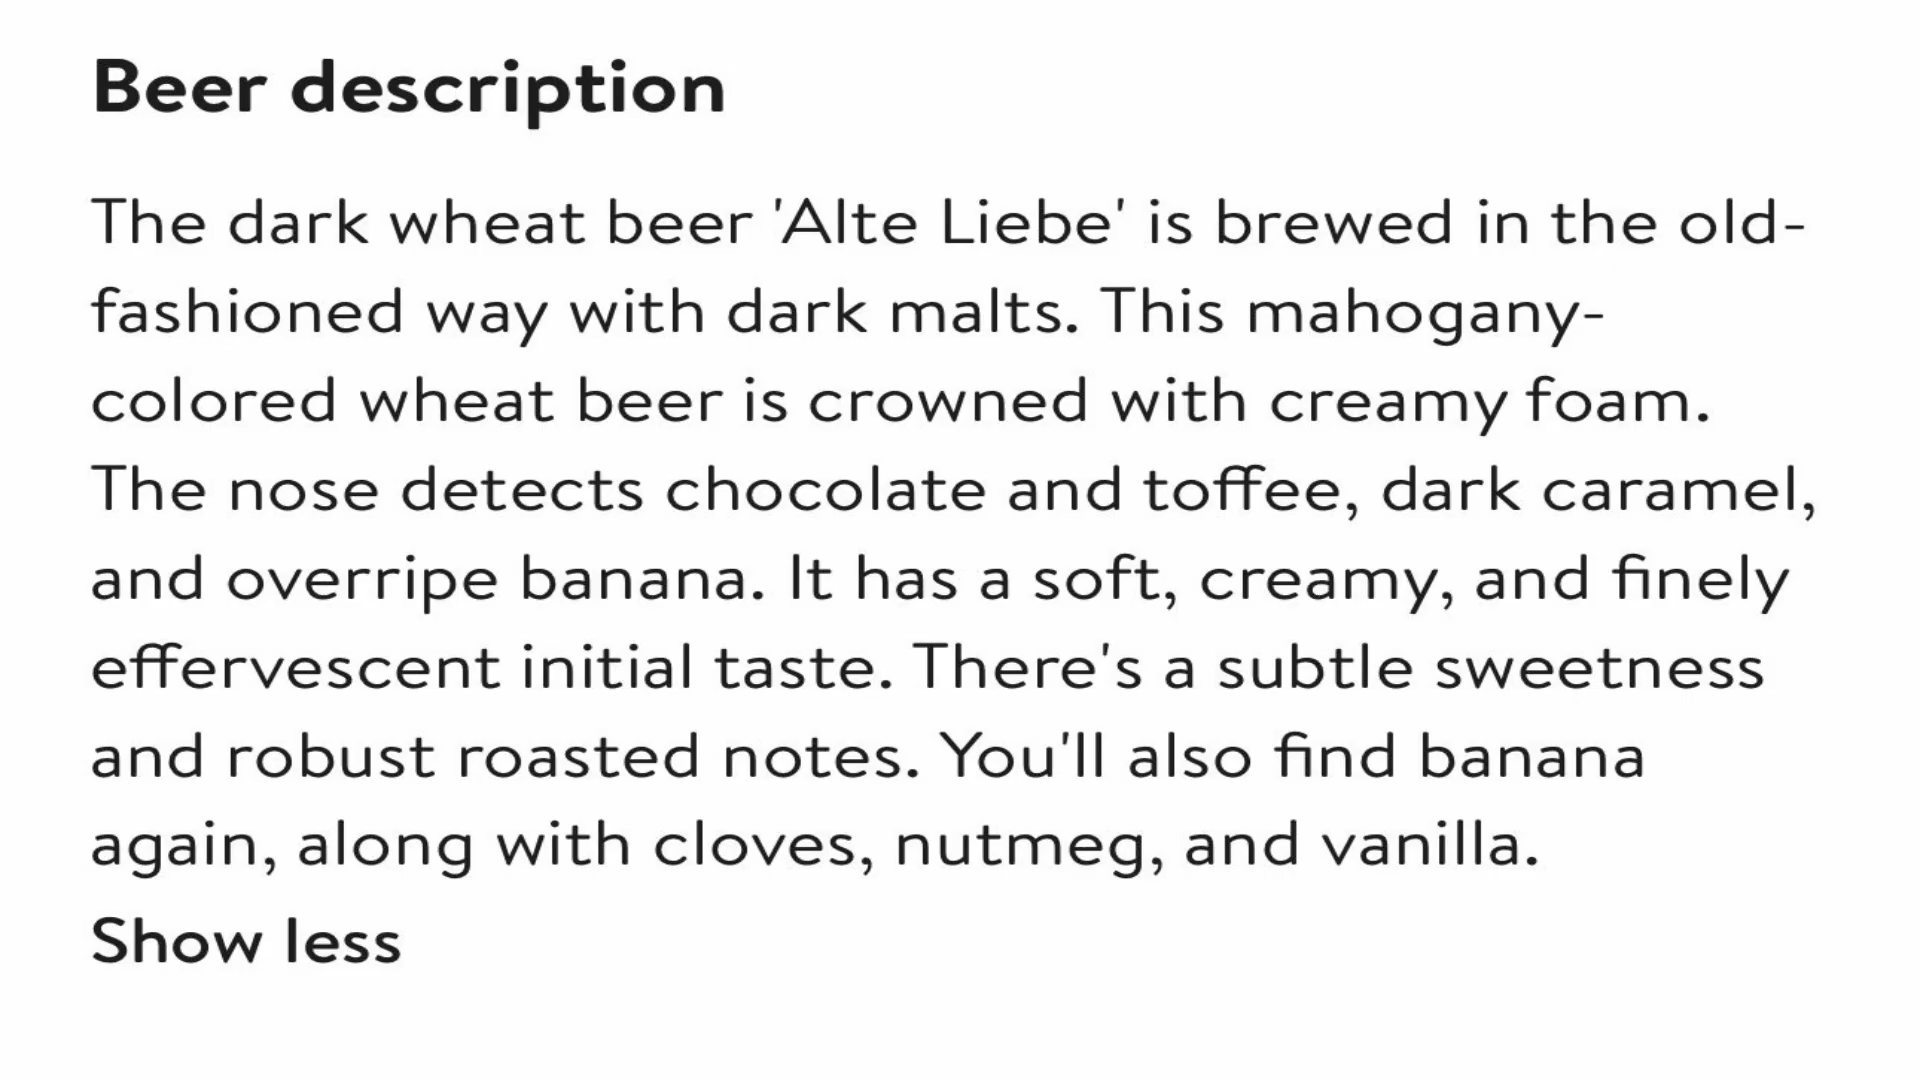 Beer description
The dark wheat beer 'Alte Liebe' is brewed in the old-
fashioned way with dark malts. This mahogany-
colored wheat beer is crowned with creamy foam.
The nose detects chocolate and toffee, dark caramel,
and overripe banana. It has a soft, creamy, and finely
effervescent initial taste. There's a subtle sweetness
and robust roasted notes. You'll also find banana
again, along with cloves, nutmeg, and vanilla.
Show less